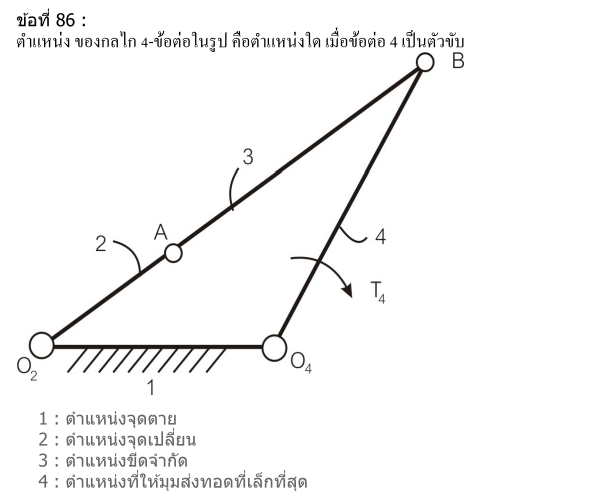 ข้อที่ 86 :
ตำแหน่ง ของกลไก 4-ข้อต่อในรูป คือตำแหน่งใด เมื่อข้อต่อ 4 เป็นตัวขับ
B
3
A
2
4
T4
O2
O4
1
1 : ตำแหน่งจุดตาย
2 : ตำแหน่งจุดเปลี่ยน
3 : ตำแหน่งขีดจำกัด
4 : ตำแหน่งที่ให้มุมส่งทอดที่เล็กที่สุด